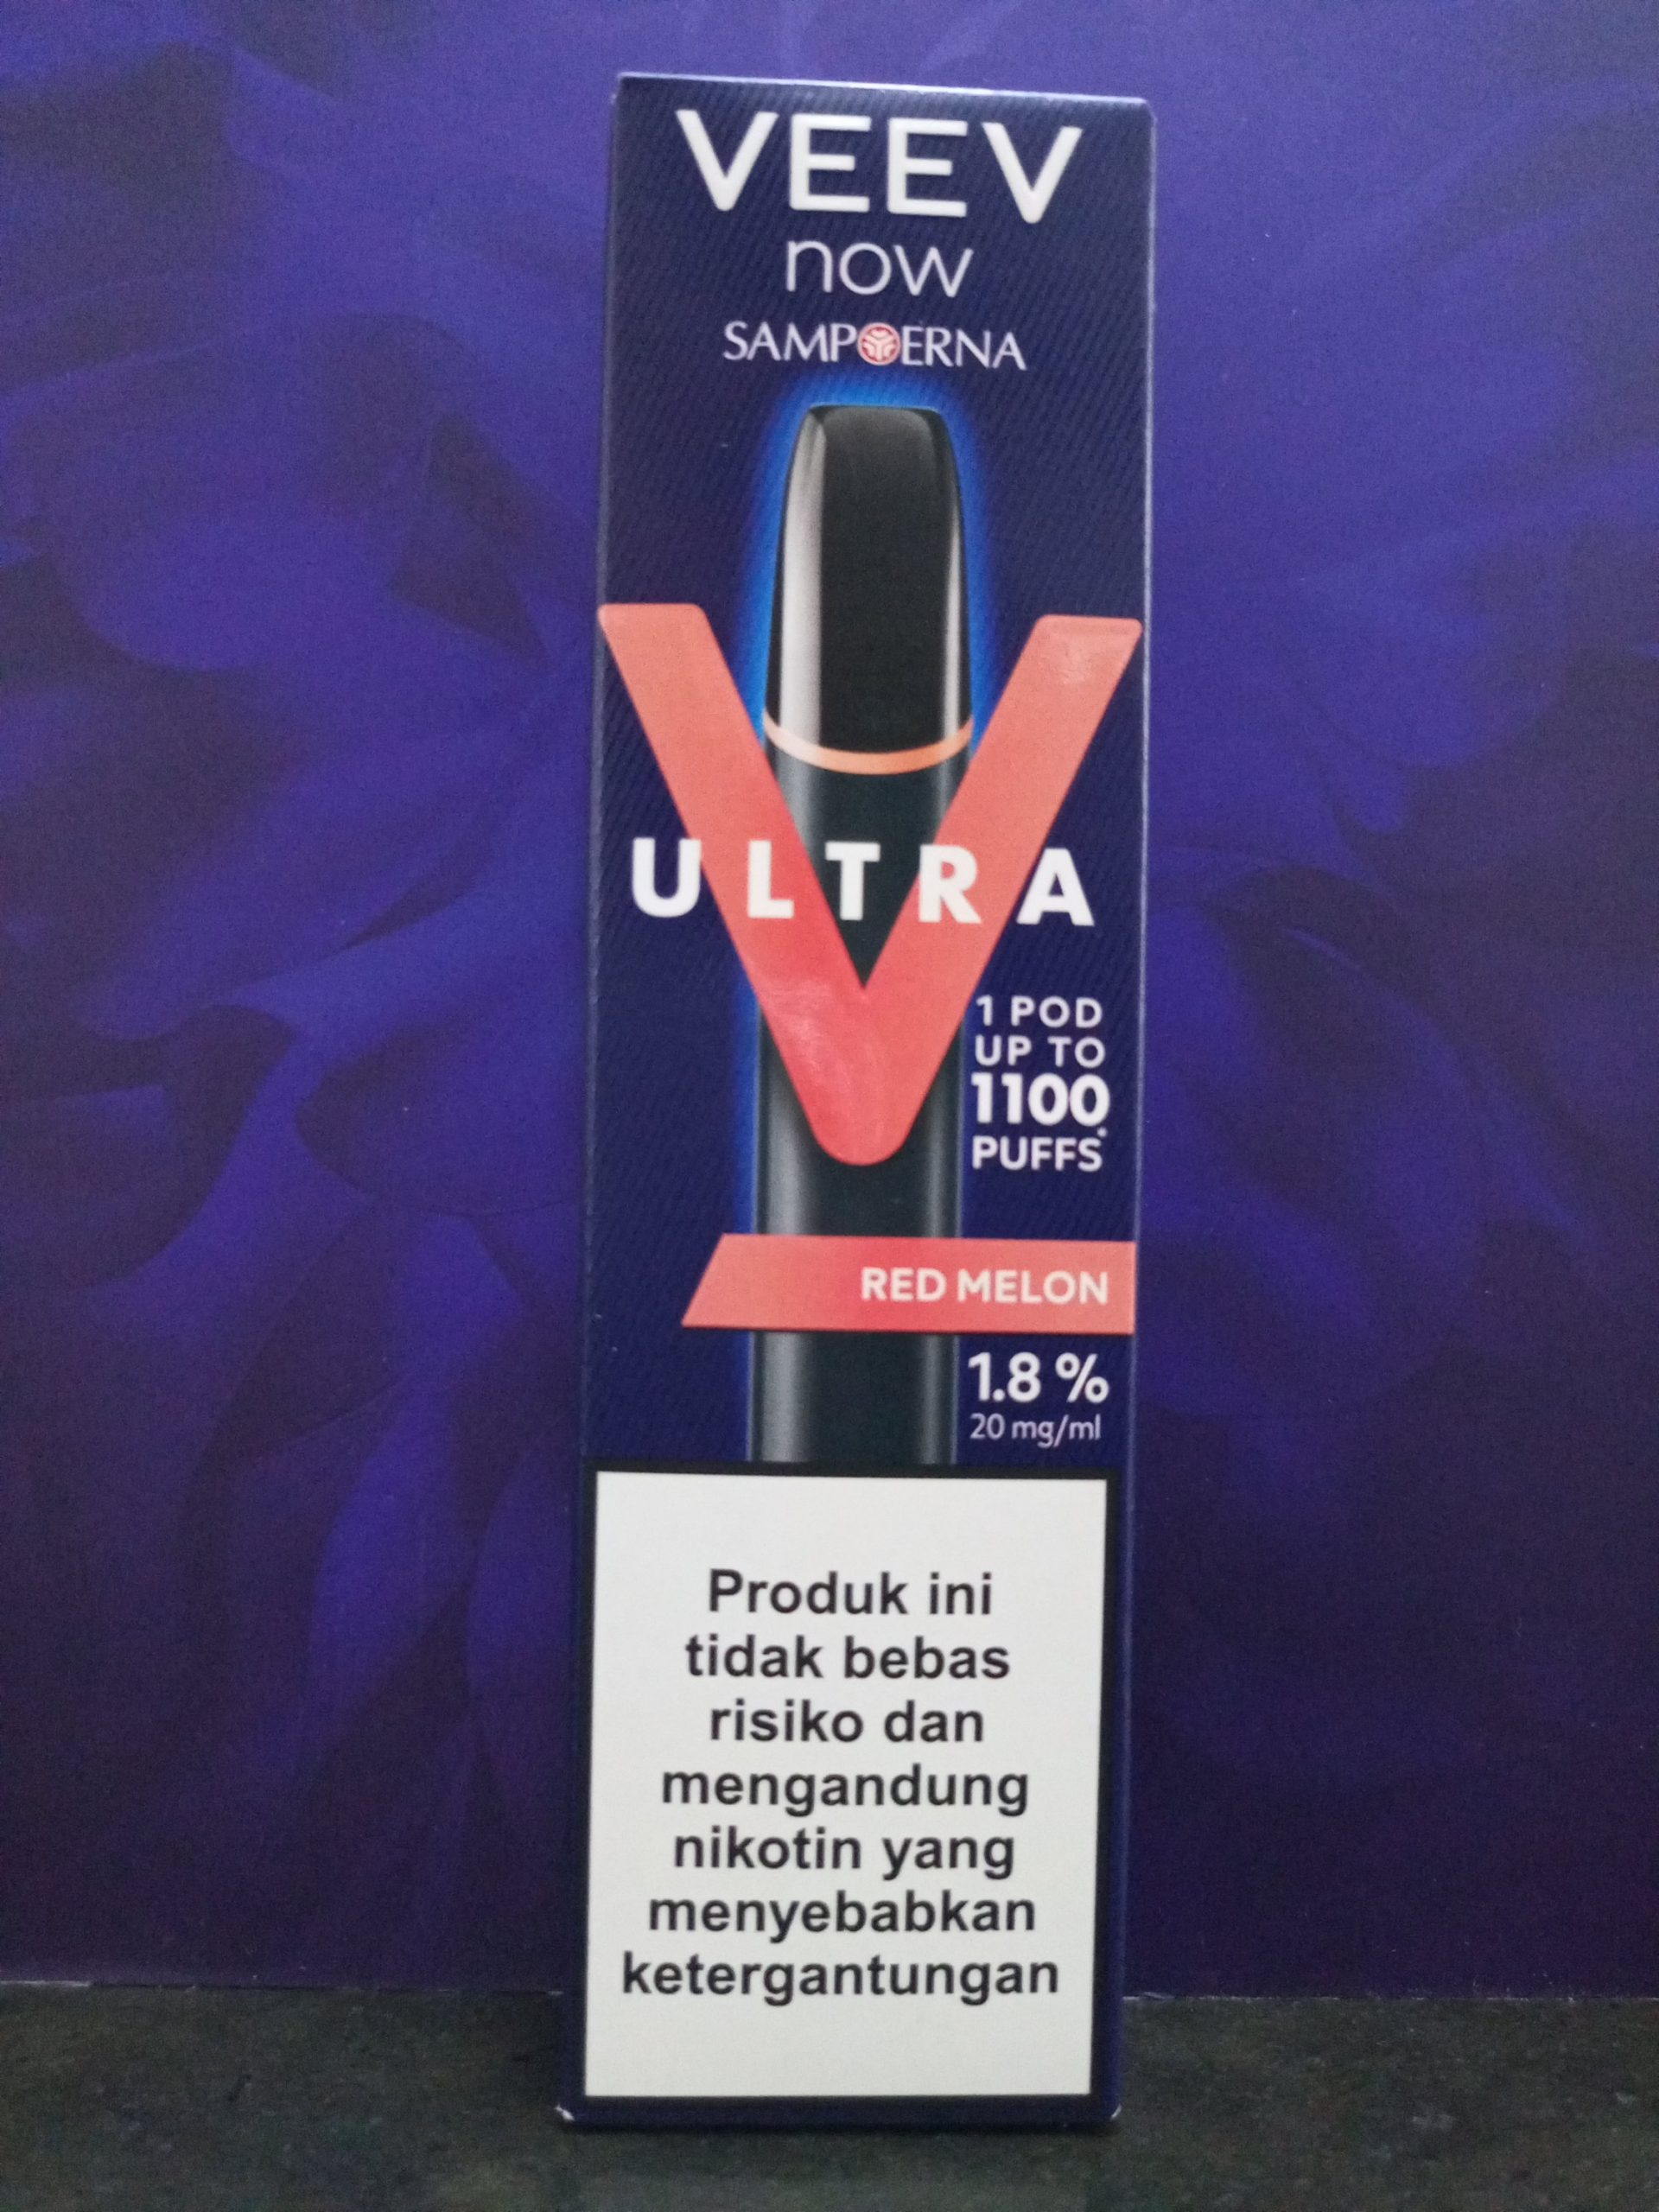 VEEV
now
SAMPOERNA
ULTRA
1 POD
UP TO
1100
PUFFS*
RED MELON
1.8 %
20 mg/ml
Produk ini
tidak bebas
risiko dan
mengandung
nikotin yang
menyebabkan
ketergantungan